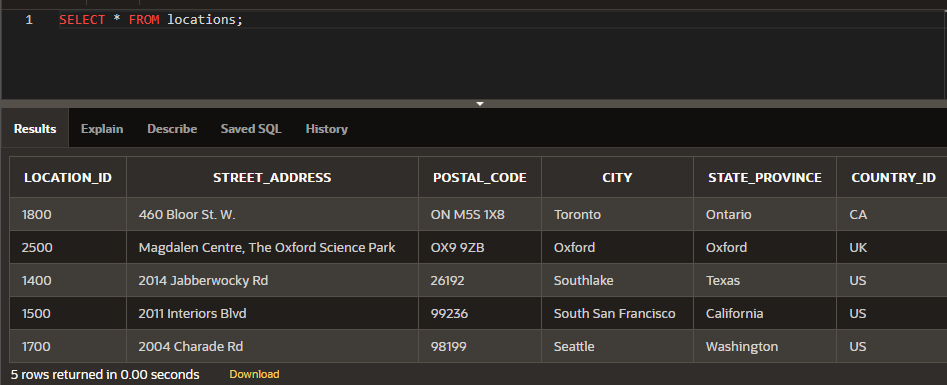 1 SELECT * FROM locations;
Results Explain Describe Saved SQL History
LOCATION_ID STREET_ADDRESS POSTAL_CODE CITY STATE_PROVINCE COUNTRY_ID
1800 460 Bloor St. W. ON M5S 1X8 Toronto Ontario CA
2500 Magdalen Centre, The Oxford Science Park OX9 9ZB Oxford Oxford UK
1400 2014 Jabberwocky Rd 26192 Southlake Texas US
1500 2011 Interiors Blvd 99236 South San Francisco California US
1700 2004 Charade Rd 98199 Seattle Washington US
5 rows returned in 0.00 seconds Download